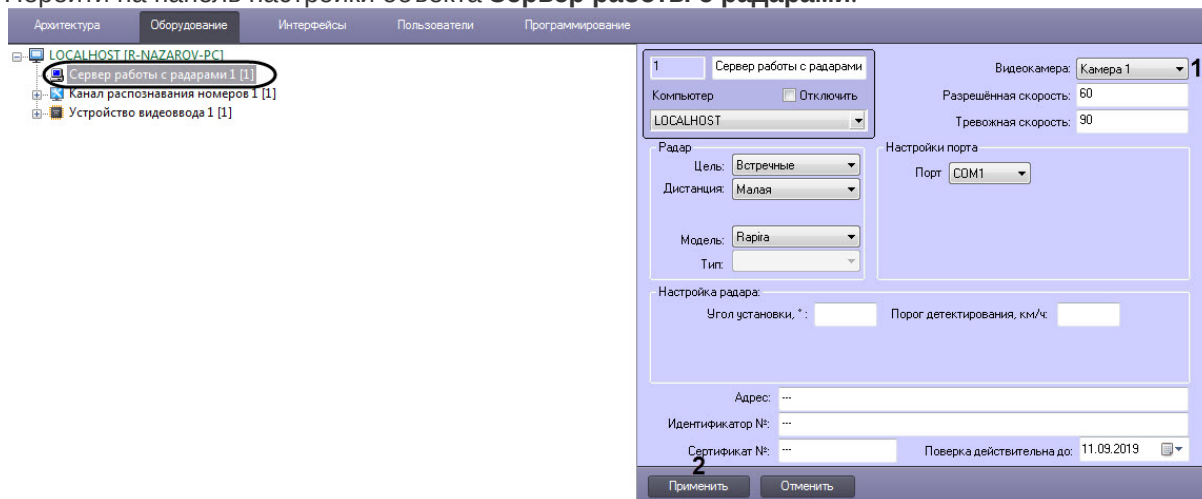 Перейти на панель настройки объекта Сервер работы с радарами.
Архитектура Оборудование Интерфейсы Пользователи Программирование
LOCALHOST [R-NAZAROV-PC]
Сервер работы с радарами 1 [1]
Канал распознавания номеров 1 [1]
Устройство видеоввода 1 [1]
1 Сервер работы с радарами
Компьютер Отключить
LOCALHOST
Видеокамера: Камера 1 1
Разрешённая скорость: 60
Тревожная скорость: 90
Радар
Цель: Встречные
Дистанция: Малая
Модель: Rapira
Тип:
Настройки порта
Порт COM1
Настройка радара:
Угол установки, °:
Порог детектирования, км/ч:
Адрес: ---
Идентификатор №: ---
Сертификат №: ---
Поверка действительна до: 11.09.2019
2
Применить Отменить